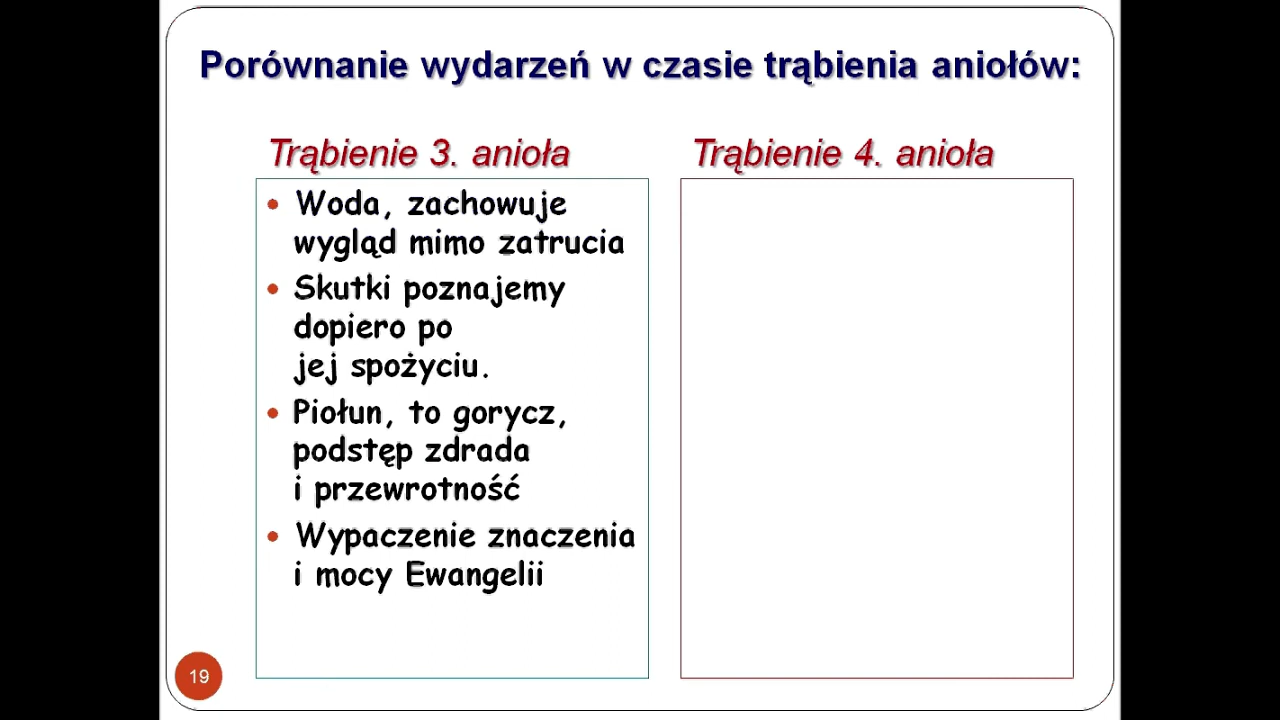 Porównanie wydarzeń w czasie trąbienia aniołów:
Trąbienie 3. anioła
Woda, zachowuje
wygląd mimo zatrucia
Skutki poznajemy
dopiero po
jej spożyciu.
Piołun, to gorycz,
podstęp zdrada
i przewrotność
Wypaczenie znaczenia
i mocy Ewangelii
Trąbienie 4. anioła
19